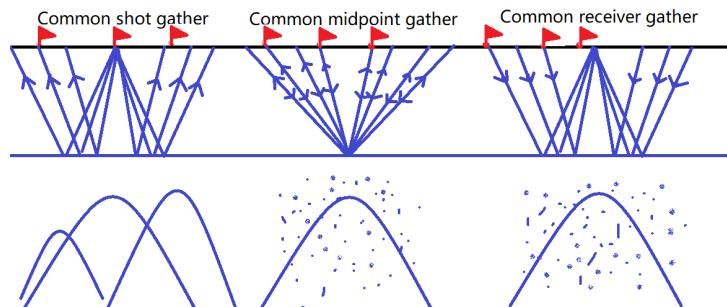 Common shot gather
Common midpoint gather
Common receiver gather